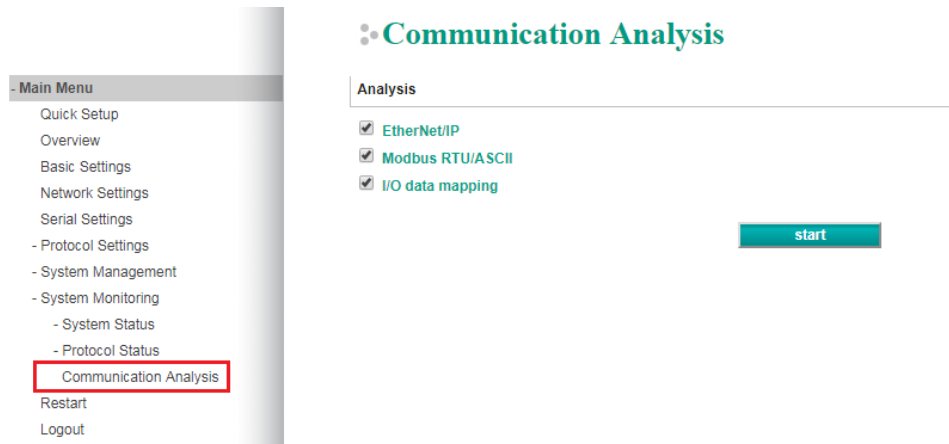 Communication Analysis
- Main Menu
Quick Setup
Overview
Basic Settings
Network Settings
Serial Settings
- Protocol Settings
- System Management
- System Monitoring
- System Status
- Protocol Status
Communication Analysis
Restart
Logout
Analysis
EtherNet/IP
Modbus RTU/ASCII
I/O data mapping
start